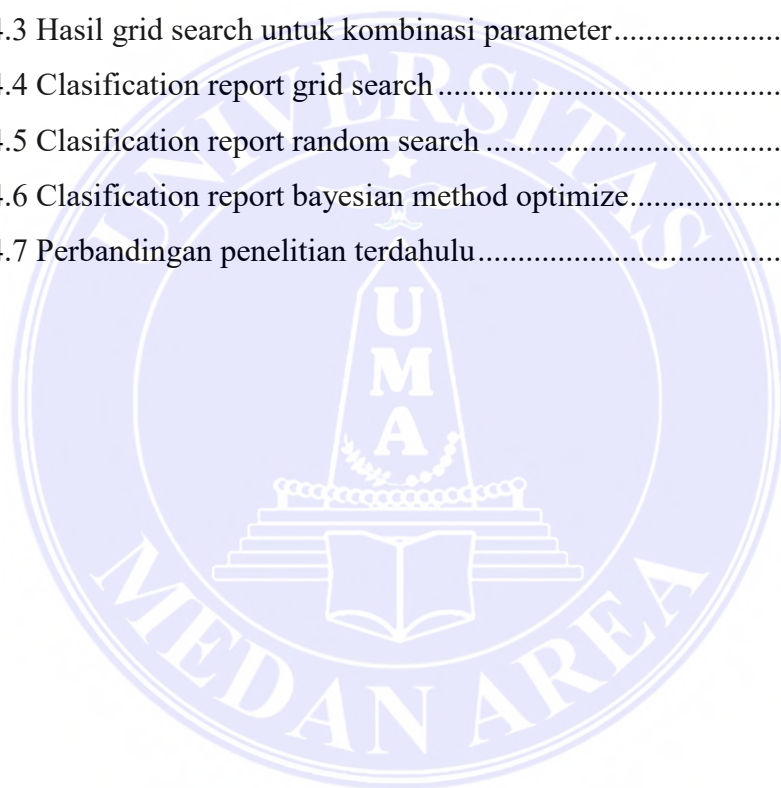 4.3 Hasil grid search untuk kombinasi parameter....................
4.4 Clasification report grid search..........................................
4.5 Clasification report random search....................................
4.6 Clasification report bayesian method optimize..................
4.7 Perbandingan penelitian terdahulu.....................................
UNIVERSITAS
U
M
A
MEDAN AREA